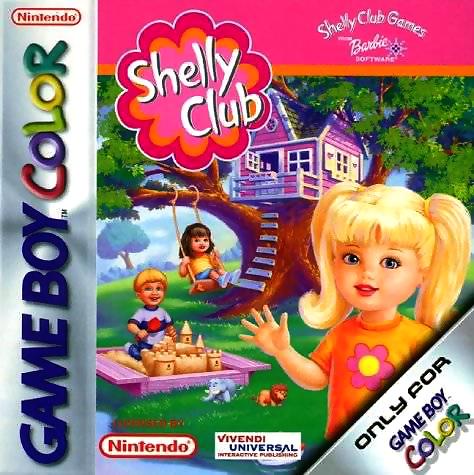 Nintendo
GAME BOY COLOR
TM
Shelly
Club
Shelly Club Games
FROM
Barbie
SOFTWARE
LICENSED BY
Nintendo
VIVENDI
UNIVERSAL
INTERACTIVE PUBLISHING
ONLY FOR
GAME BOY
COLOR